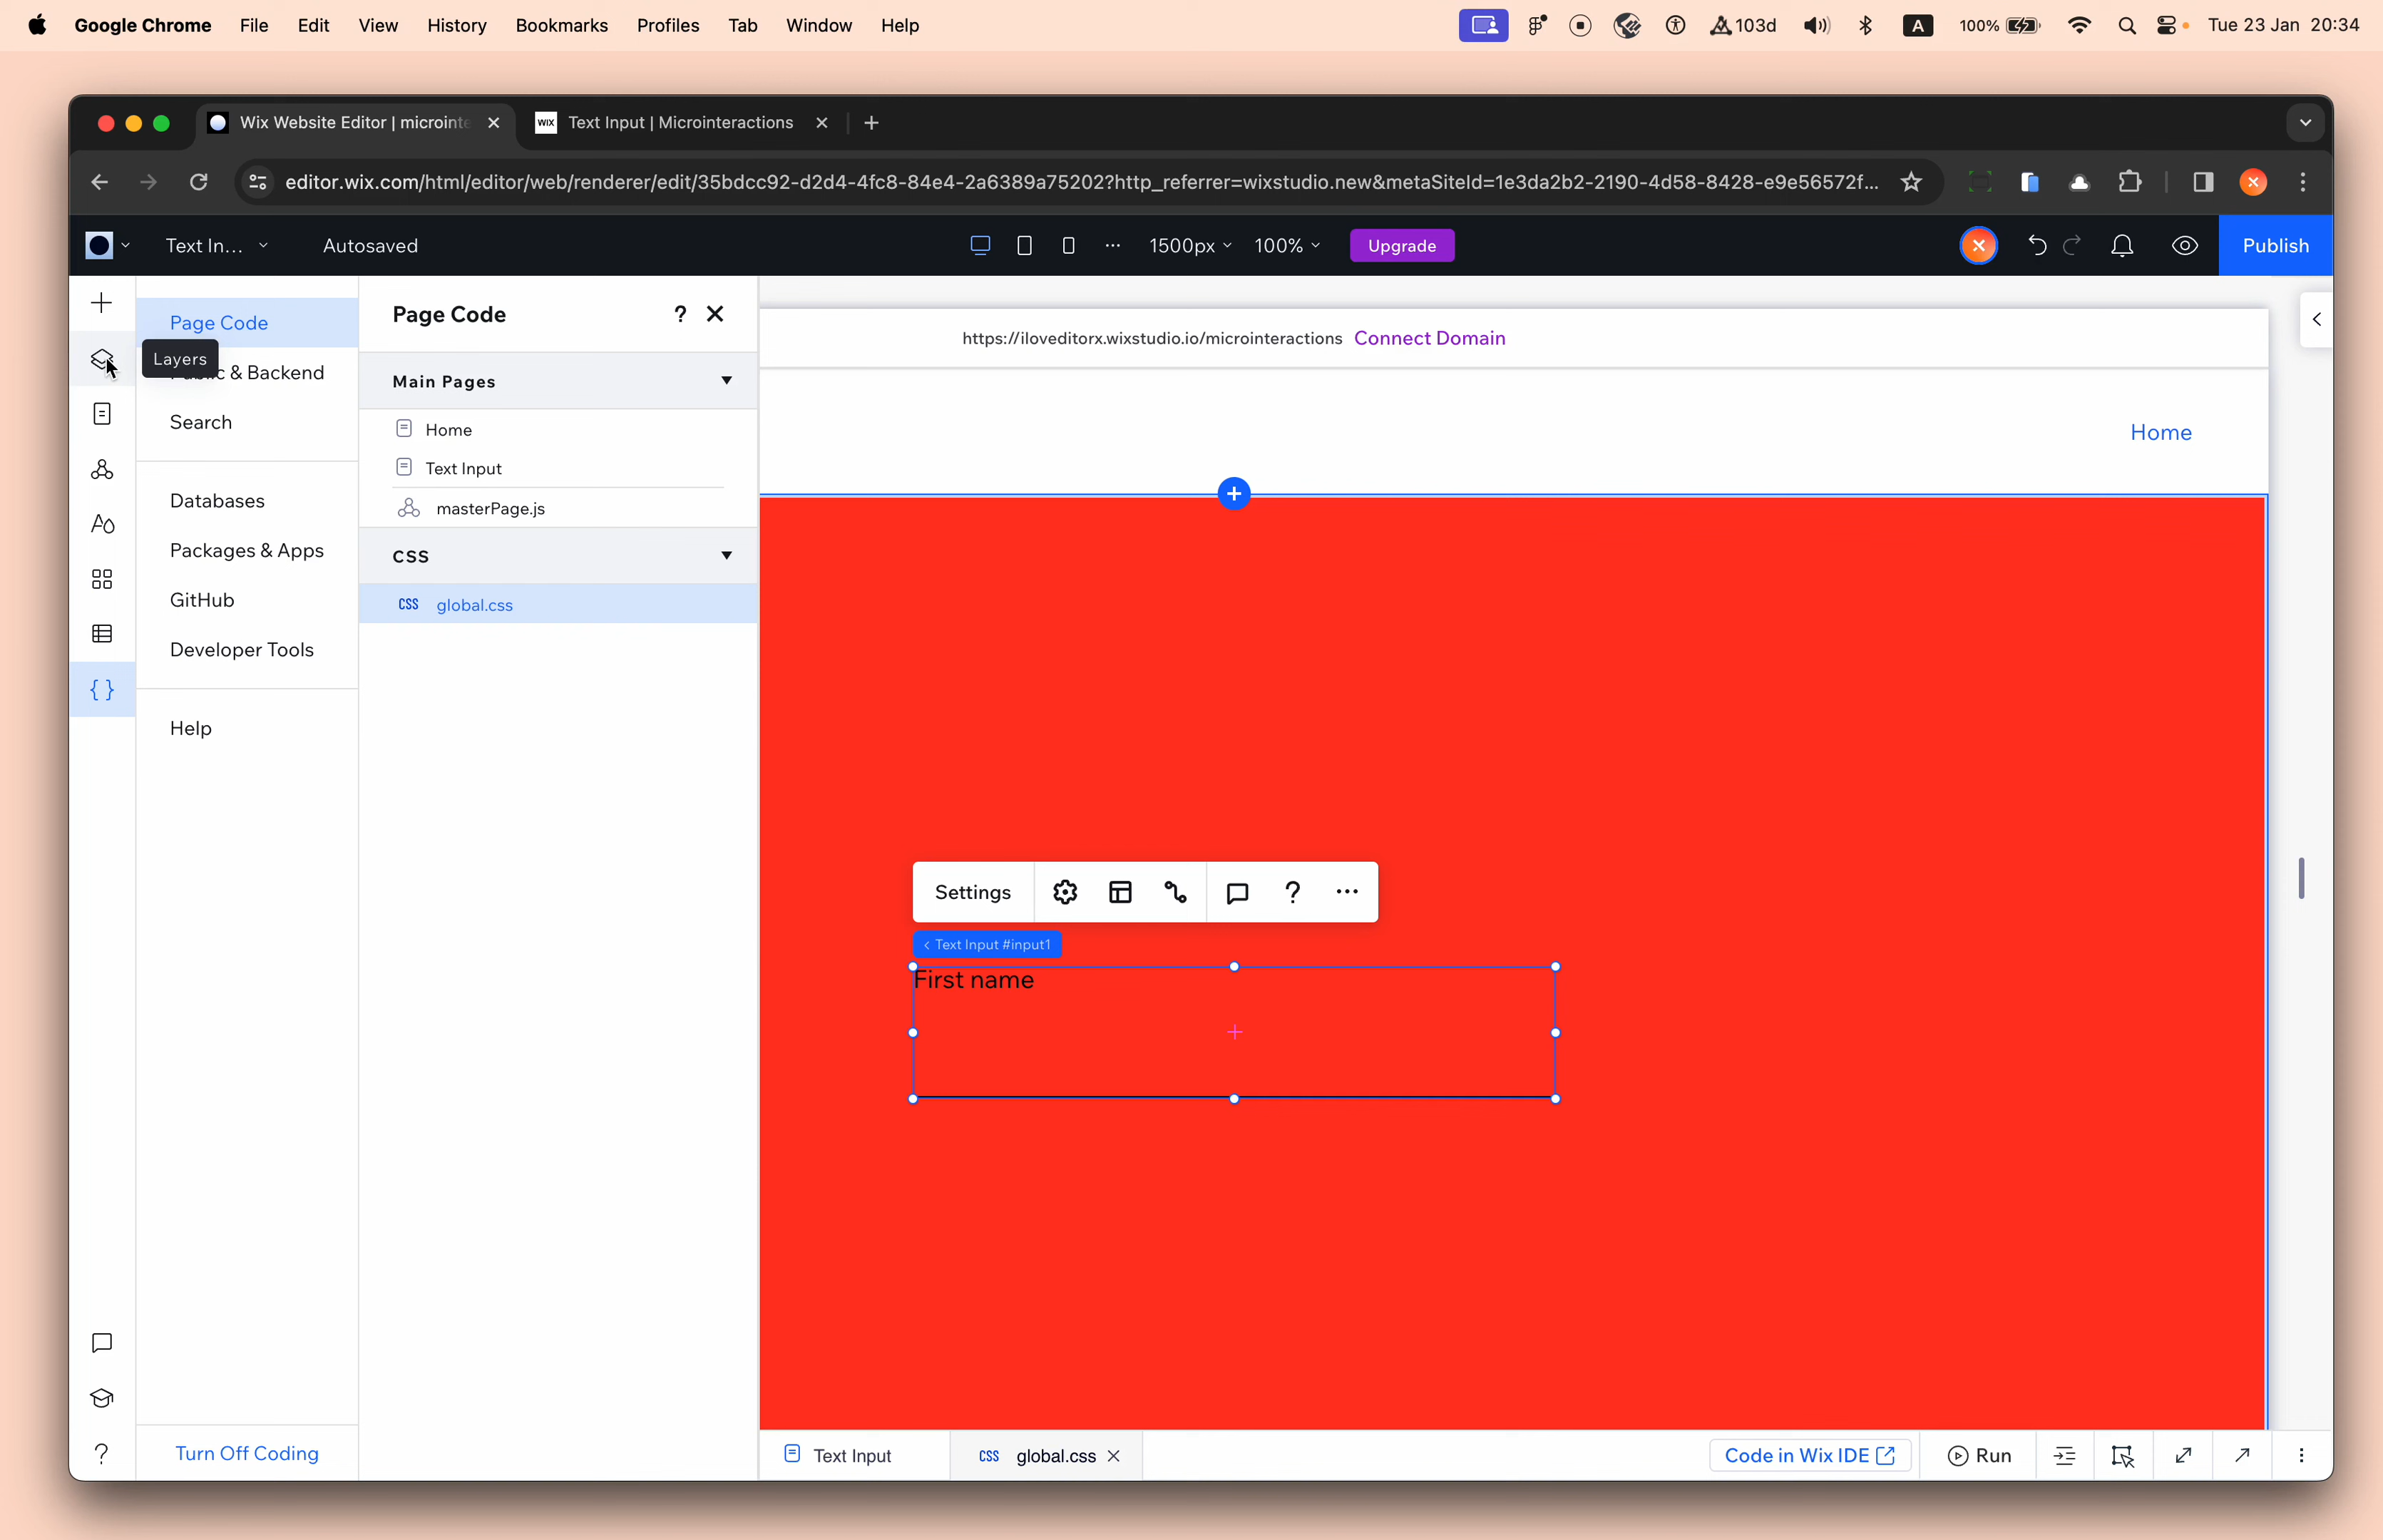 Google Chrome File Edit View History Bookmarks Profiles Tab Window Help 103d A 100% Tue 23 Jan 20:34
Wix Website Editor | microinte WIX Text Input | Microinteractions
editor.wix.com/html/editor/web/renderer/edit/35bdcc92-d2d4-4fc8-84e4-2a6389a75202?http_referrer=wixstudio.new&metaSiteId=1e3da2b2-2190-4d58-8428-e9e56572f...
Text In... Autosaved 1500px 100% Upgrade Publish
Page Code
Layers
& Backend
Search
Databases
Packages & Apps
GitHub
Developer Tools
Help
Turn Off Coding
Page Code ?
Main Pages
Home
Text Input
masterPage.js
CSS
CSS global.css
https://iloveditorx.wixstudio.io/microinteractions Connect Domain
Home
Settings ?
< Text Input #input1
First name
Text Input CSS global.css Code in Wix IDE Run